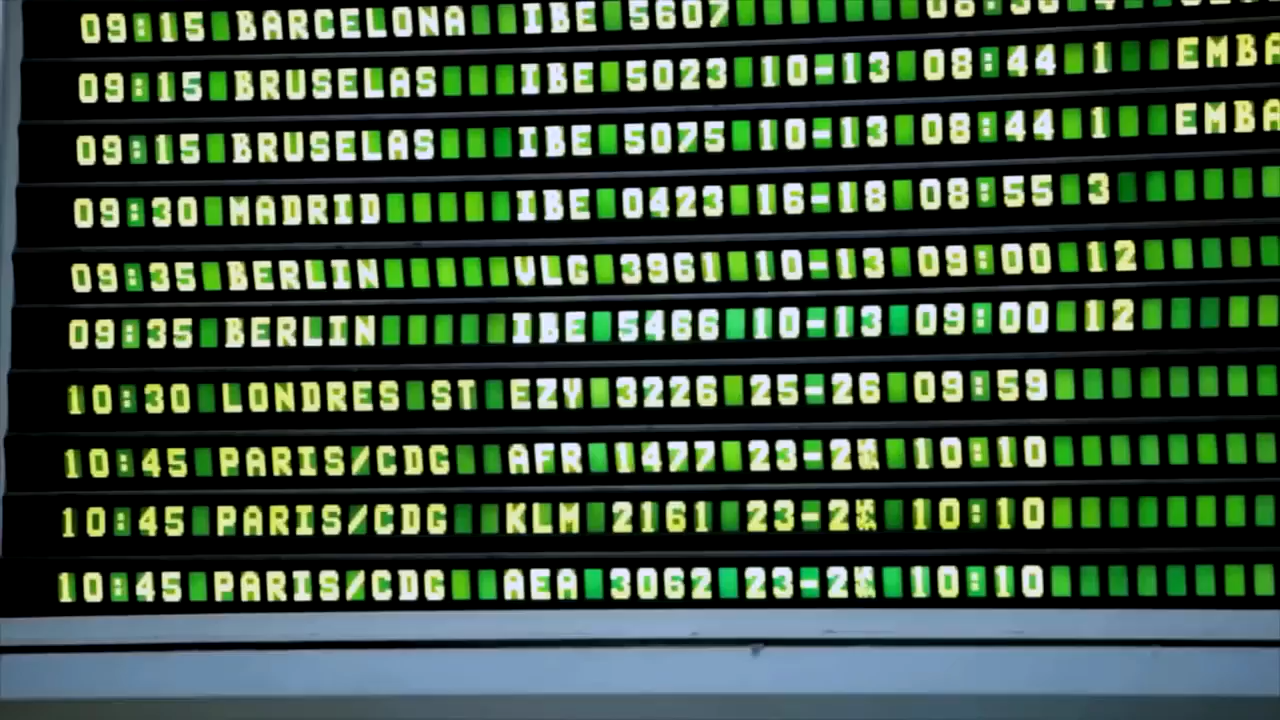 09:15 BARCELONA IBE 5607
09:15 BRUSELAS IBE 5023 10-13 08:44 1 EMBA
09:15 BRUSELAS IBE 5075 10-13 08:44 1 EMBA
09:30 MADRID IBE 0423 16-18 08:55 3
09:35 BERLIN VLG 3961 10-13 09:00 12
09:35 BERLIN IBE 5466 10-13 09:00 12
10:30 LONDRES ST EZY 3226 25-26 09:59
10:45 PARIS/CDG AFR 1477 10:10
10:45 PARIS/CDG KLM 2161 10:10
10:45 PARIS/CDG AEA 3062 10:10